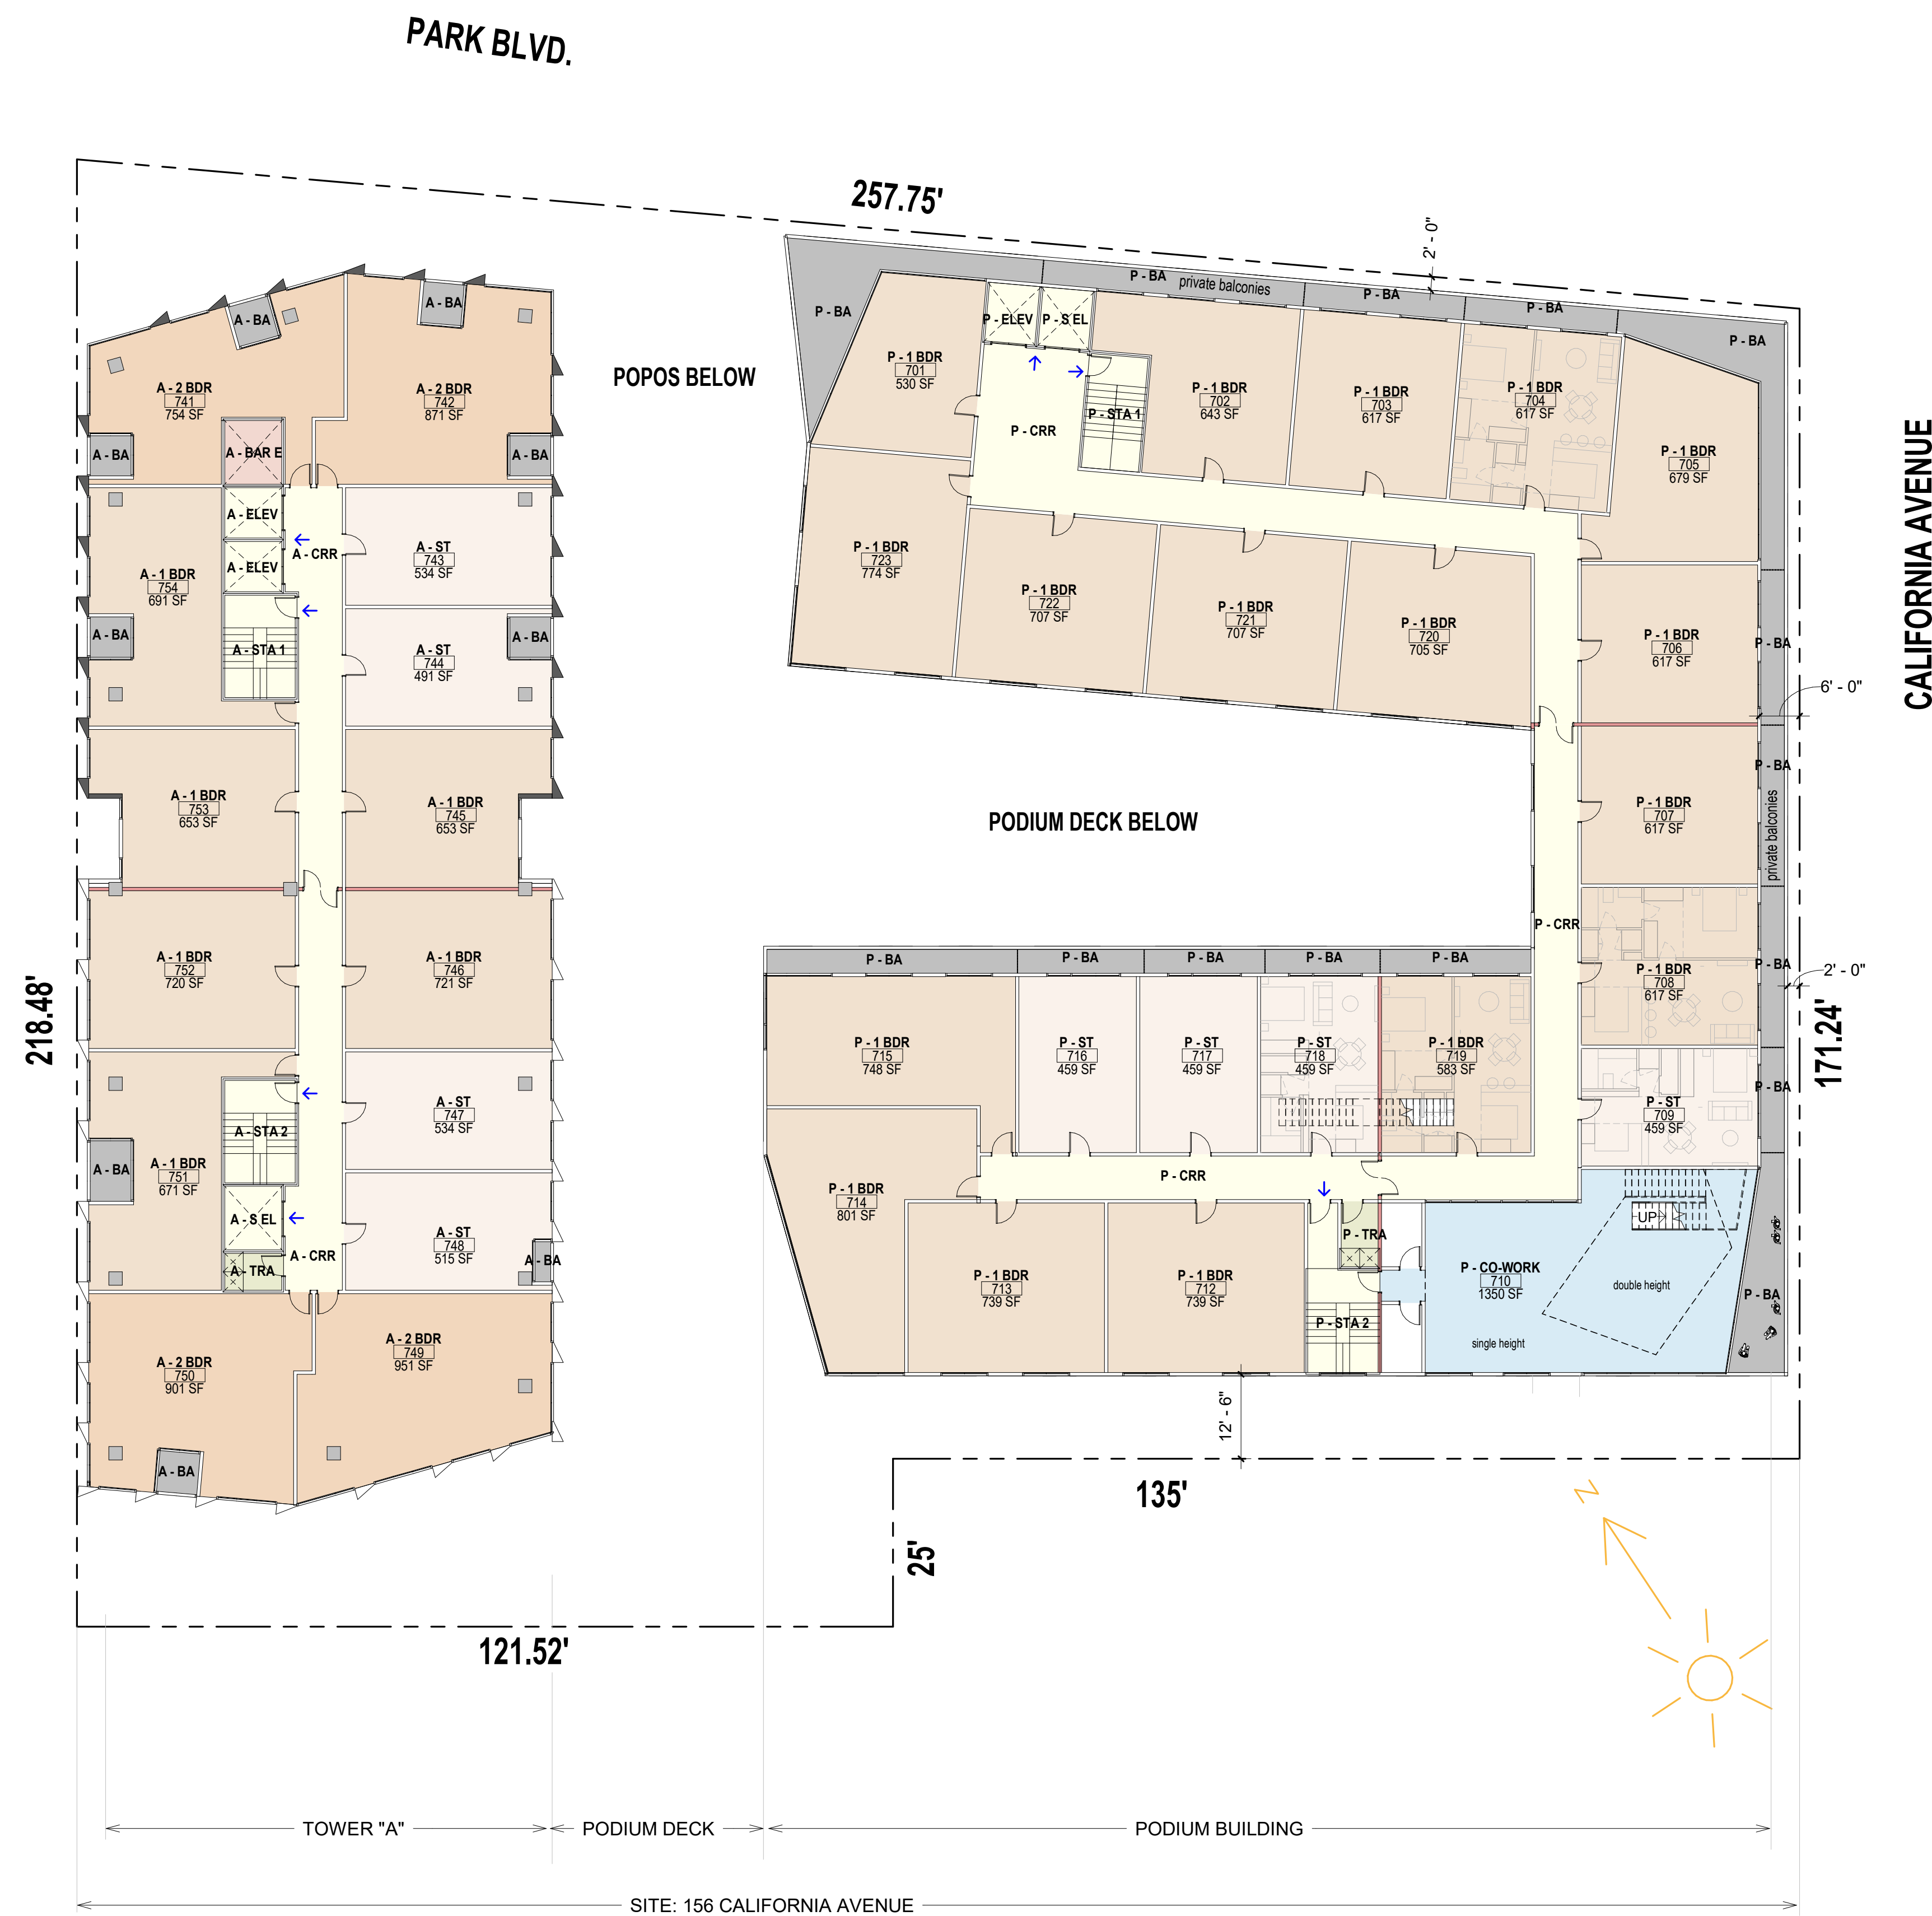 PARK BLVD.
257.75'
2' - 0"
CALIFORNIA AVENUE
POPOS BELOW
A - BA
A - BA
A - 2 BDR
741
754 SF
A - 2 BDR
742
871 SF
A - BA
A - BAR E
A - BA
A - ELEV
A - ELEV
A - CRR
A - ST
743
534 SF
A - 1 BDR
754
691 SF
A - BA
A - STA 1
A - ST
744
491 SF
A - BA
A - 1 BDR
753
653 SF
A - 1 BDR
745
653 SF
A - 1 BDR
752
720 SF
A - 1 BDR
746
721 SF
218.48'
A - STA 2
A - ST
747
534 SF
A - BA
A - 1 BDR
751
671 SF
A - S EL
A - CRR
A - TRA
A - ST
748
515 SF
A - BA
A - 2 BDR
750
901 SF
A - 2 BDR
749
951 SF
A - BA
P - BA
P - BA
private balconies
P - BA
P - BA
P - BA
P - ELEV
P - S EL
P - 1 BDR
701
530 SF
P - CRR
P - STA 1
P - 1 BDR
702
643 SF
P - 1 BDR
703
617 SF
P - 1 BDR
704
617 SF
P - 1 BDR
705
679 SF
P - 1 BDR
723
774 SF
P - 1 BDR
722
707 SF
P - 1 BDR
721
707 SF
P - 1 BDR
720
705 SF
P - 1 BDR
706
617 SF
P - BA
6' - 0"
P - BA
P - 1 BDR
707
617 SF
private balconies
PODIUM DECK BELOW
P - CRR
P - 1 BDR
708
617 SF
P - BA
2' - 0"
171.24'
P - BA
P - BA
P - BA
P - BA
P - BA
P - 1 BDR
715
748 SF
P - ST
716
459 SF
P - ST
717
459 SF
P - ST
718
459 SF
P - 1 BDR
719
583 SF
P - ST
709
459 SF
P - BA
P - 1 BDR
714
801 SF
P - CRR
P - TRA
UP
P - 1 BDR
713
739 SF
P - 1 BDR
712
739 SF
P - STA 2
P - CO-WORK
710
1350 SF
double height
single height
P - BA
12' - 6"
135'
25'
121.52'
N
TOWER "A"
PODIUM DECK
PODIUM BUILDING
SITE: 156 CALIFORNIA AVENUE